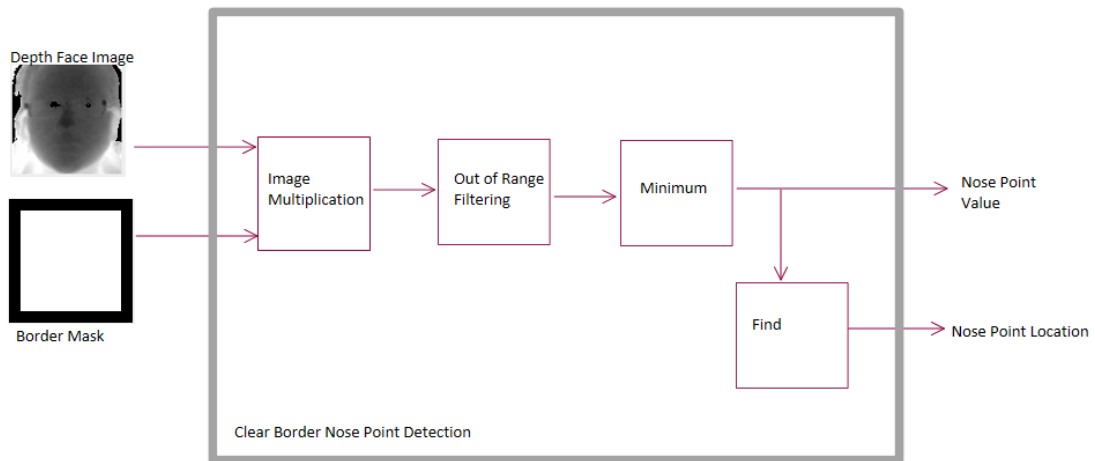 Depth Face Image
Image
Multiplication
Out of Range
Filtering
Minimum
Nose Point
Value
Border Mask
Find
Nose Point Location
Clear Border Nose Point Detection